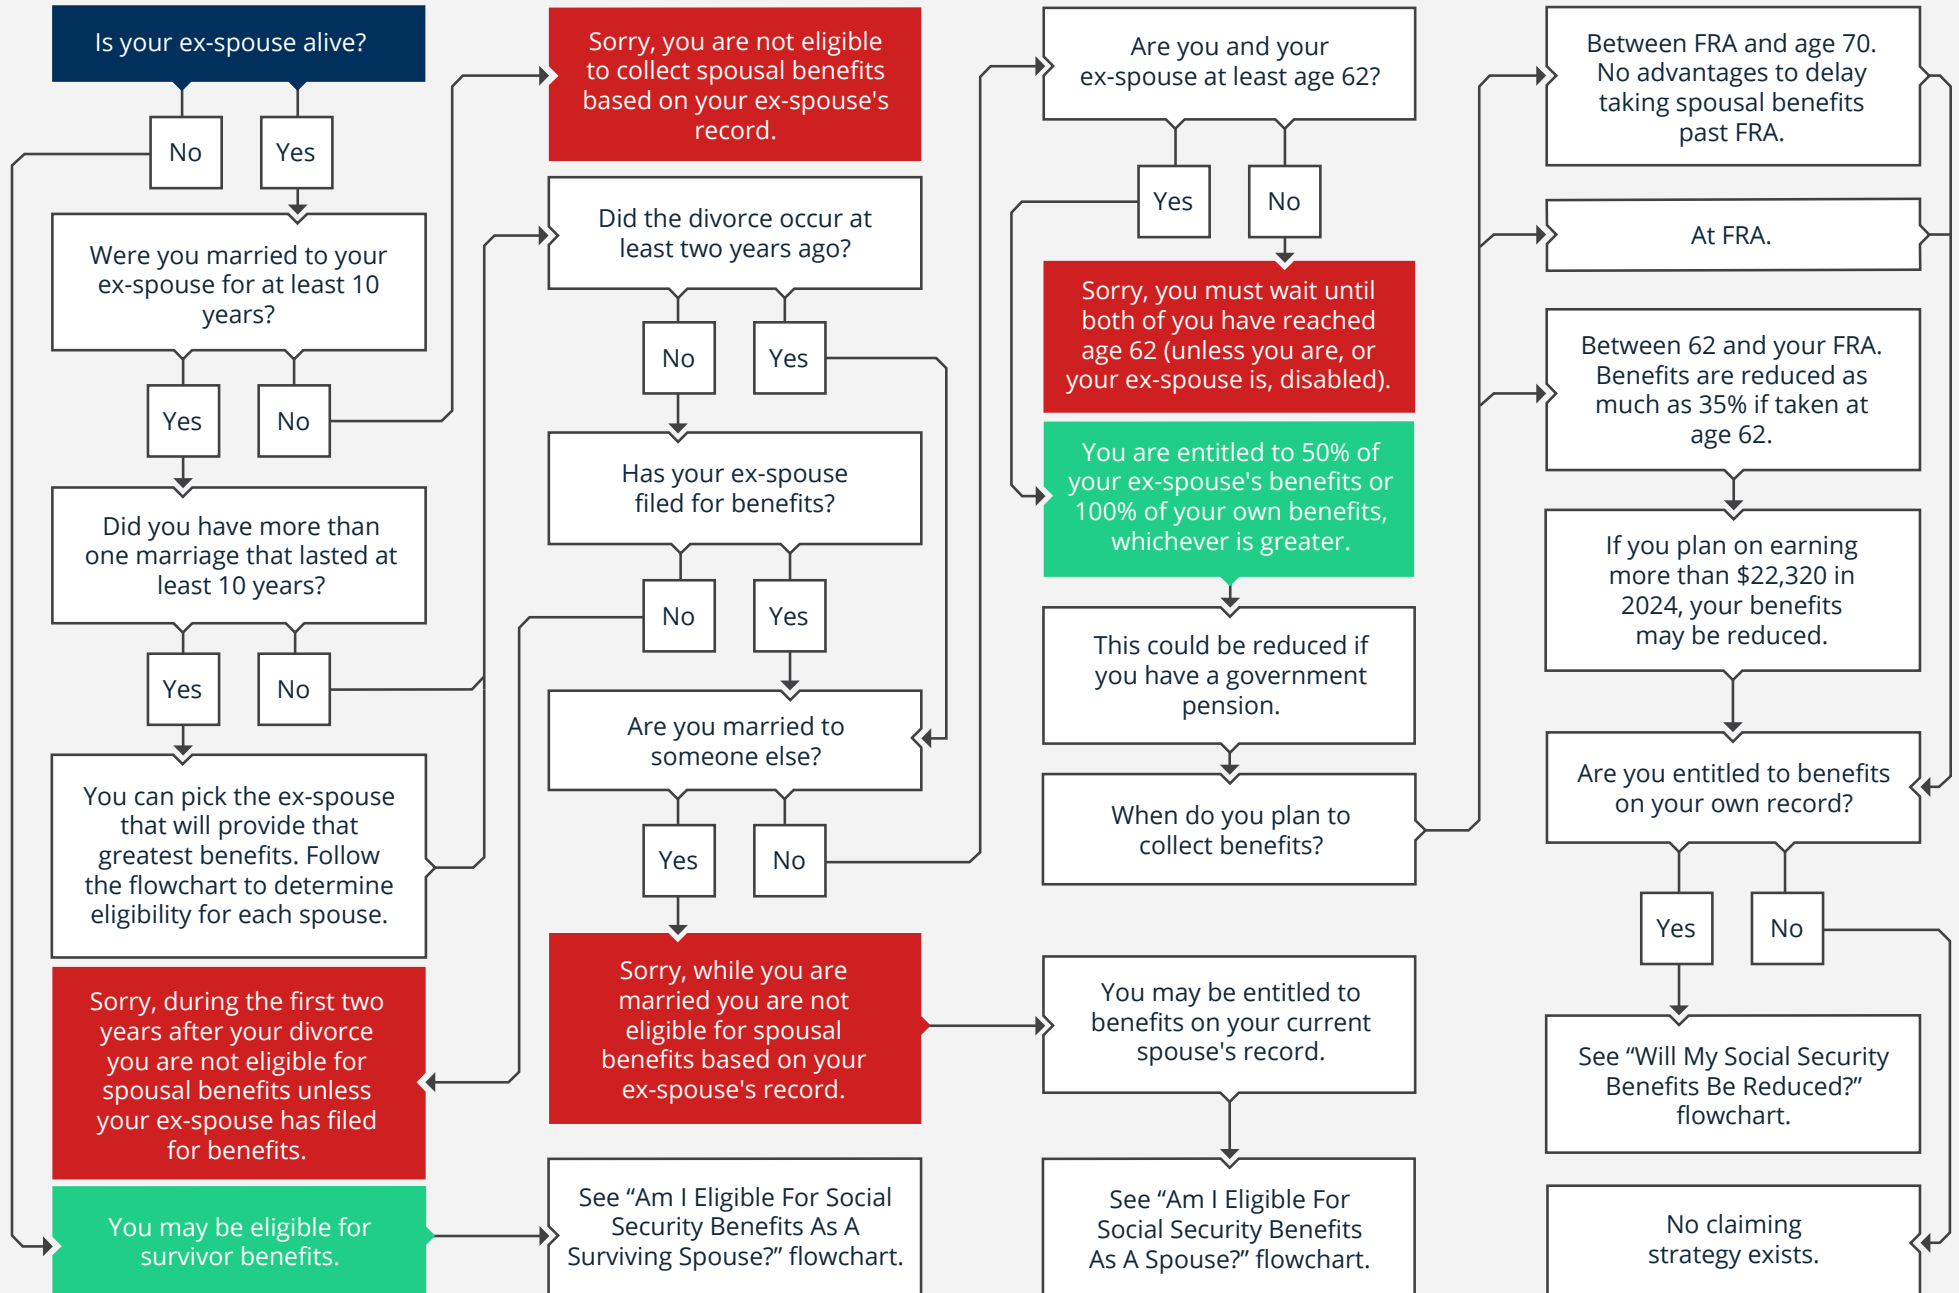 Is your ex-spouse alive?
No
Yes
Were you married to your
ex-spouse for at least 10
years?
Yes
No
Did you have more than
one marriage that lasted at
least 10 years?
Yes
No
You can pick the ex-spouse
that will provide that
greatest benefits. Follow
the flowchart to determine
eligibility for each spouse.
Sorry, during the first two
years after your divorce
you are not eligible for
spousal benefits unless
your ex-spouse has filed
for benefits.
You may be eligible for
survivor benefits.
Sorry, you are not eligible
to collect spousal benefits
based on your ex-spouse's
record.
Did the divorce occur at
least two years ago?
No
Yes
Has your ex-spouse
filed for benefits?
No
Yes
Are you married to
someone else?
Yes
No
Sorry, while you are
married you are not
eligible for spousal
benefits based on your
ex-spouse's record.
See “Am I Eligible For Social
Security Benefits As A
Surviving Spouse?” flowchart.
Are you and your
ex-spouse at least age 62?
Yes
No
Sorry, you must wait until
both of you have reached
age 62 (unless you are, or
your ex-spouse is, disabled).
You are entitled to 50% of
your ex-spouse's benefits or
100% of your own benefits,
whichever is greater.
This could be reduced if
you have a government
pension.
When do you plan to
collect benefits?
You may be entitled to
benefits on your current
spouse's record.
See “Am I Eligible For
Social Security Benefits
As A Spouse?” flowchart.
Between FRA and age 70.
No advantages to delay
taking spousal benefits
past FRA.
At FRA.
Between 62 and your FRA.
Benefits are reduced as
much as 35% if taken at
age 62.
If you plan on earning
more than $22,320 in
2024, your benefits
may be reduced.
Are you entitled to benefits
on your own record?
Yes
No
See “Will My Social Security
Benefits Be Reduced?”
flowchart.
No claiming
strategy exists.